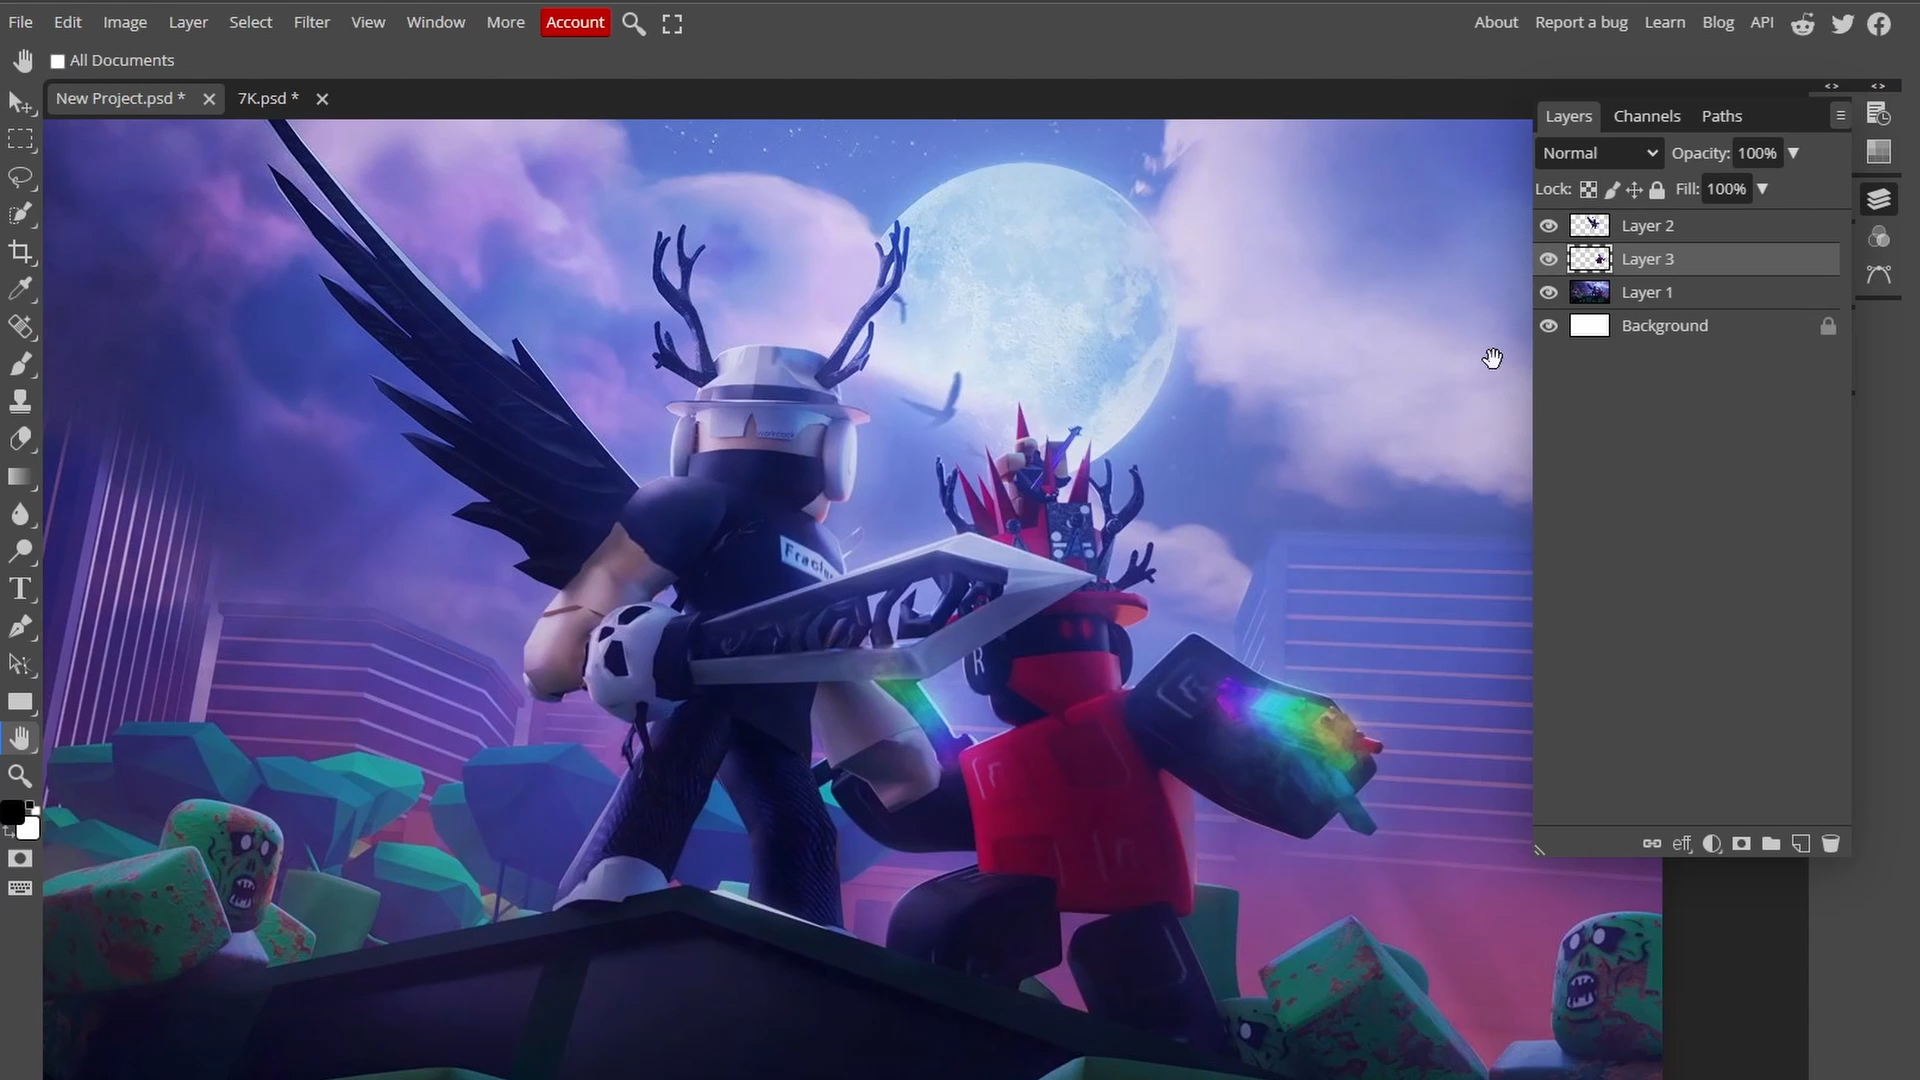 File Edit Image Layer Select Filter View Window More Account About Report a bug Learn Blog API
All Documents
New Project.psd * 7K.psd *
Layers Channels Paths
Normal Opacity: 100%
Lock: Fill: 100%
Layer 2
Layer 3
Layer 1
Background
eff
T
R